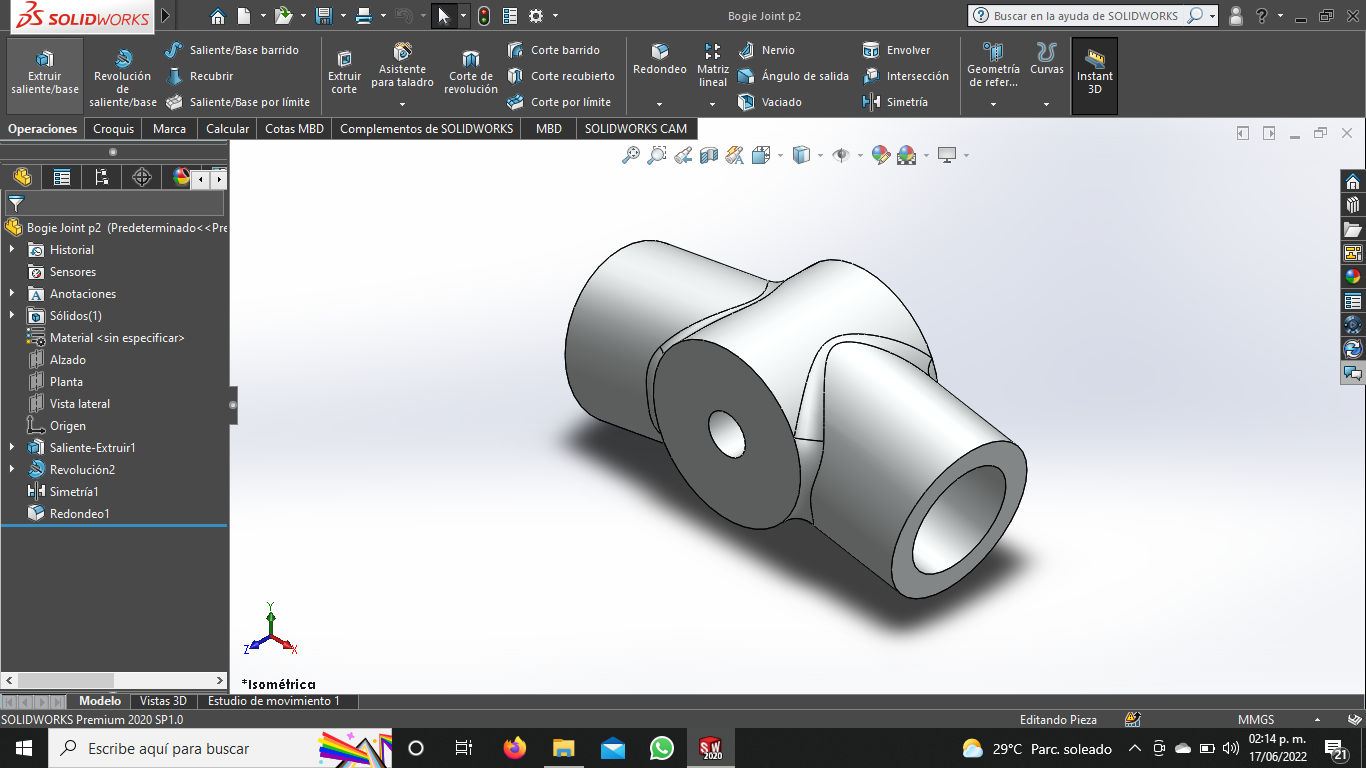 SOLIDWORKS
Bogie Joint p2
Buscar en la ayuda de SOLIDWORKS
?
Extruir saliente/base
Revolución de saliente/base
Saliente/Base barrido
Recubrir
Saliente/Base por límite
Extruir corte
Asistente para taladro
Corte de revolución
Corte barrido
Corte recubierto
Corte por límite
Redondeo
Matriz lineal
Nervio
Ángulo de salida
Vaciado
Envolver
Intersección
Simetría
Geometría de refer...
Curvas
Instant 3D
Operaciones
Croquis
Marca
Calcular
Cotas MBD
Complementos de SOLIDWORKS
MBD
SOLIDWORKS CAM
Bogie Joint p2 (Predeterminado<<Pre
Historial
Sensores
Anotaciones
Sólidos(1)
Material <sin especificar>
Alzado
Planta
Vista lateral
Origen
Saliente-Extruir1
Revolución2
Simetría1
Redondeo1
Y
Z
X
*Isométrica
Modelo
Vistas 3D
Estudio de movimiento 1
SOLIDWORKS Premium 2020 SP1.0
Editando Pieza
MMGS
Escribe aquí para buscar
SW
2020
29°C Parc. soleado
02:14 p. m.
17/06/2022
21